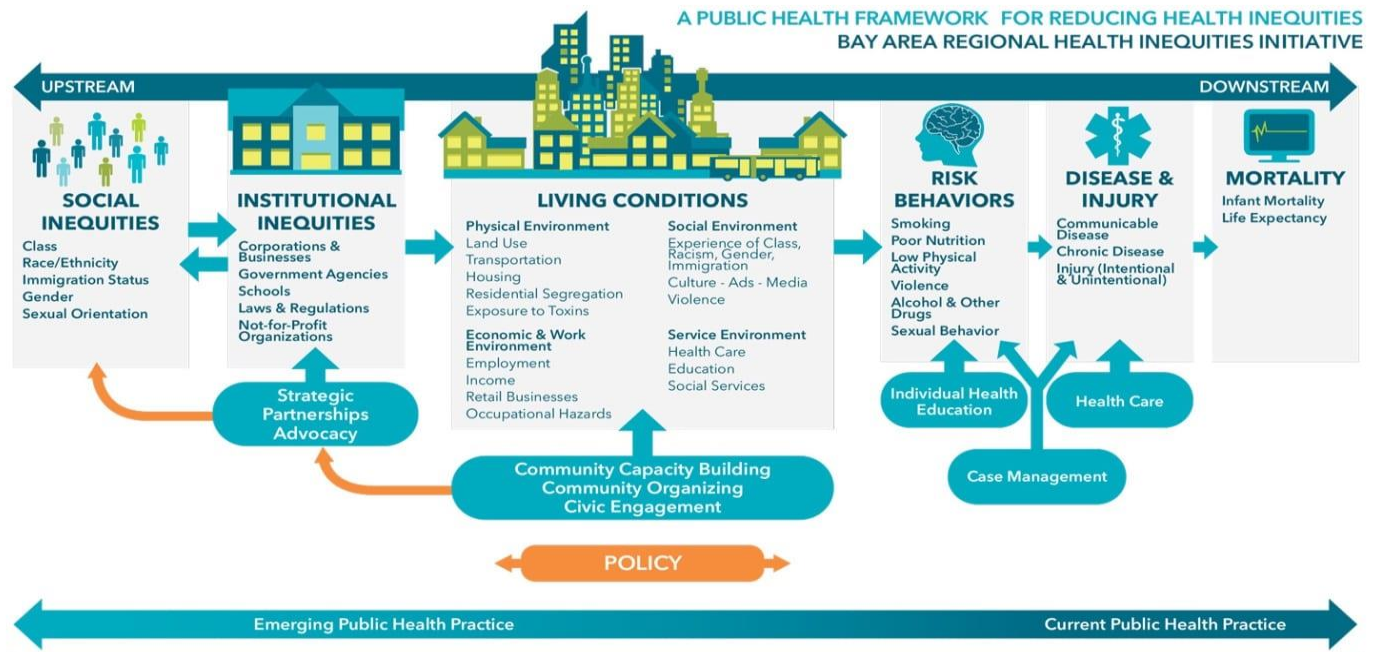 A PUBLIC HEALTH FRAMEWORK FOR REDUCING HEALTH INEQUITIES
BAY AREA REGIONAL HEALTH INEQUITIES INITIATIVE
UPSTREAM
DOWNSTREAM
SOCIAL
INEQUITIES
Class
Race/Ethnicity
Immigration Status
Gender
Sexual Orientation
INSTITUTIONAL
INEQUITIES
Corporations &
Businesses
Government Agencies
Schools
Laws & Regulations
Not-for-Profit
Organizations
LIVING CONDITIONS
Physical Environment
Land Use
Transportation
Housing
Residential Segregation
Exposure to Toxins
Economic & Work
Environment
Employment
Income
Retail Businesses
Occupational Hazards
Social Environment
Experience of Class,
Racism, Gender,
Immigration
Culture - Ads - Media
Violence
Service Environment
Health Care
Education
Social Services
RISK
BEHAVIORS
Smoking
Poor Nutrition
Low Physical
Activity
Violence
Alcohol & Other
Drugs
Sexual Behavior
DISEASE &
INJURY
Communicable
Disease
Chronic Disease
Injury (Intentional
& Unintentional)
MORTALITY
Infant Mortality
Life Expectancy
Strategic
Partnerships
Advocacy
Community Capacity Building
Community Organizing
Civic Engagement
Individual Health
Education
Health Care
Case Management
POLICY
Emerging Public Health Practice
Current Public Health Practice